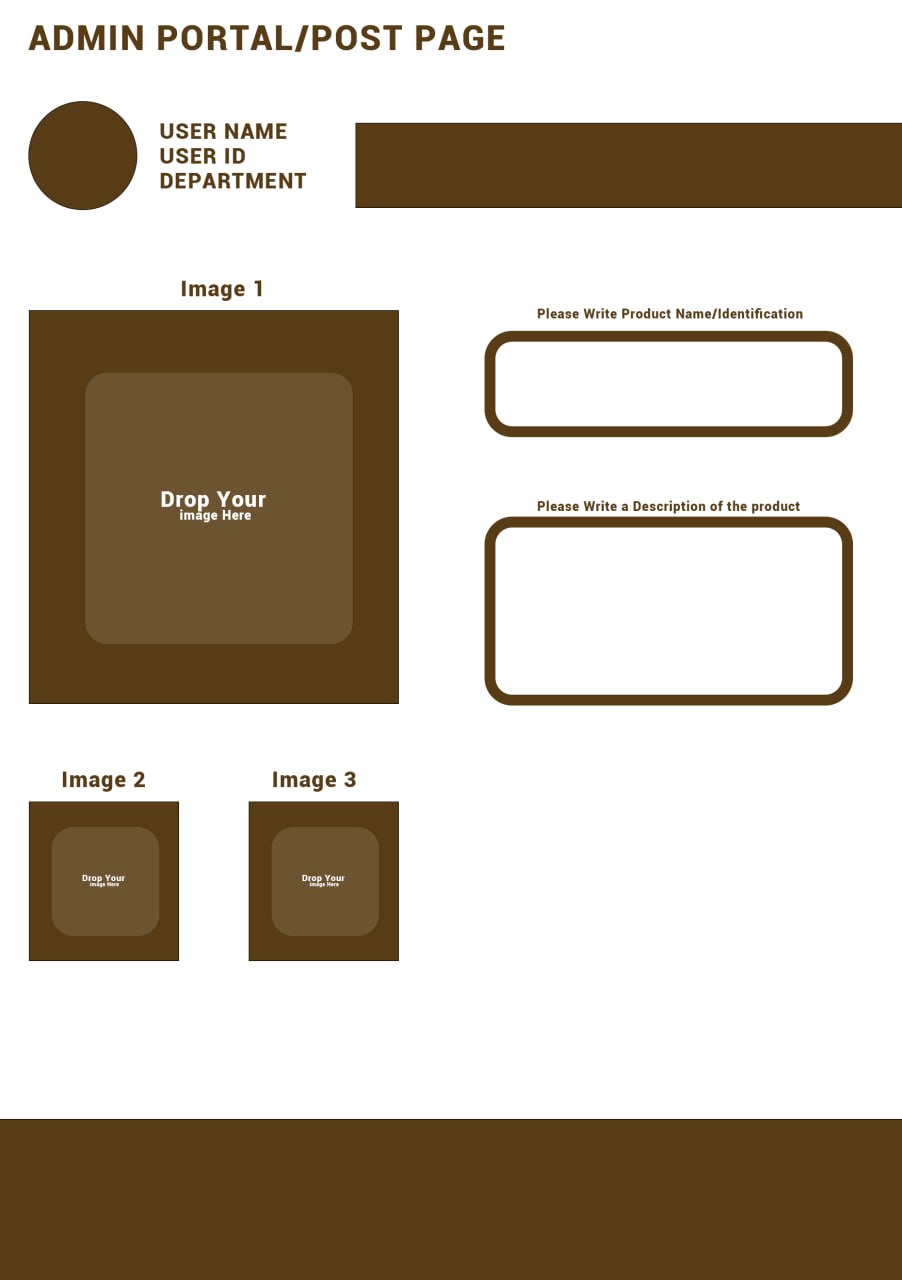 ADMIN PORTAL/POST PAGE
USER NAME
USER ID
DEPARTMENT
Image 1
Drop Your
image Here
Please Write Product Name/Identification
Please Write a Description of the product
Image 2
Drop Your
image Here
Image 3
Drop Your
image Here